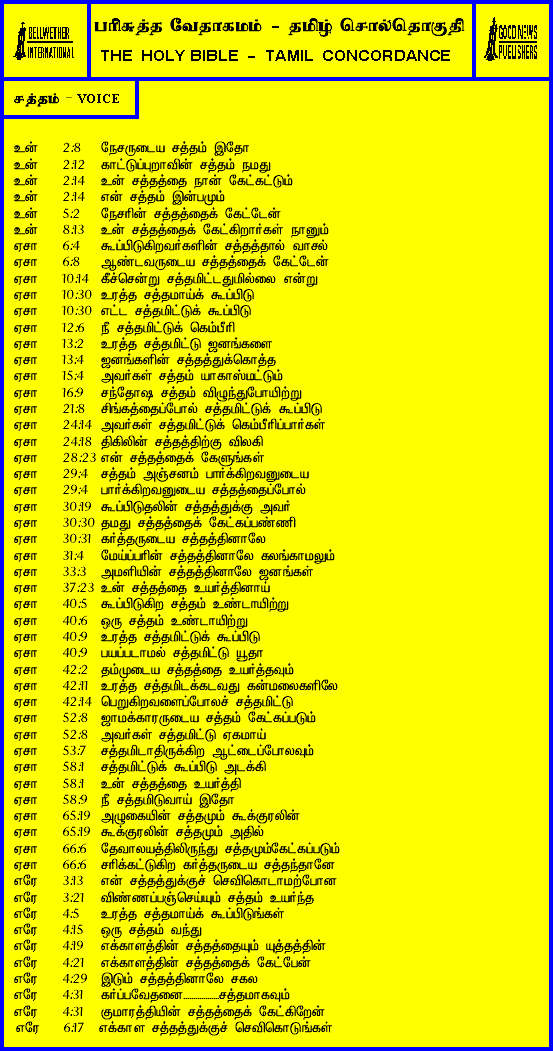 BELLWETHER
INTERNATIONAL
பரிசுத்த வேதாகமம் - தமிழ் சொல்தொகுதி
THE HOLY BIBLE - TAMIL CONCORDANCE
GOOD NEWS
PUBLISHERS
சத்தம் - VOICE
உன் 2:8 நேசருடைய சத்தம் இதோ
உன் 2:12 காட்டுப்புறாவின் சத்தம் நமது
உன் 2:14 உன் சத்தத்தை நான் கேட்கட்டும்
உன் 2:14 என் சத்தம் இன்பமும்
உன் 5:2 நேசரின் சத்தத்தைக் கேட்டேன்
உன் 8:13 உன் சத்தத்தைக் கேட்கிறார்கள் நானும்
ஏசா 6:4 கூப்பிடுகிறவர்களின் சத்தத்தால் வாசல்
ஏசா 6:8 ஆண்டவருடைய சத்தத்தைக் கேட்டேன்
ஏசா 10:14 கீச்சென்று சத்தமிட்டதுமில்லை என்று
ஏசா 10:30 உரத்த சத்தமாய்க் கூப்பிடு
ஏசா 10:30 எட்ட சத்தமிட்டுக் கூப்பிடு
ஏசா 12:6 நீ சத்தமிட்டுக் கெம்பீரி
ஏசா 13:2 உரத்த சத்தமிட்டு ஜனங்களை
ஏசா 13:4 ஜனங்களின் சத்தத்துக்கொத்த
ஏசா 15:4 அவர்கள் சத்தம் யாகாஸ்மட்டும்
ஏசா 16:9 சந்தோஷ சத்தம் விழுந்துபோயிற்று
ஏசா 21:8 சிங்கத்தைப்போல் சத்தமிட்டுக் கூப்பிடு
ஏசா 24:14 அவர்கள் சத்தமிட்டுக் கெம்பீரிப்பார்கள்
ஏசா 24:18 திகிலின் சத்தத்திற்கு விலகி
ஏசா 28:23 என் சத்தத்தைக் கேளுங்கள்
ஏசா 29:4 சத்தம் அஞ்சனம் பார்க்கிறவனுடைய
ஏசா 29:4 பார்க்கிறவனுடைய சத்தத்தைப்போல்
ஏசா 30:19 கூப்பிடுதலின் சத்தத்துக்கு அவர்
ஏசா 30:30 தமது சத்தத்தைக் கேட்கப்பண்ணி
ஏசா 30:31 கர்த்தருடைய சத்தத்தினாலே
ஏசா 31:4 மேய்ப்பரின் சத்தத்தினாலே கலங்காமலும்
ஏசா 33:3 அமளியின் சத்தத்தினாலே ஜனங்கள்
ஏசா 37:23 உன் சத்தத்தை உயர்த்தினாய்
ஏசா 40:5 கூப்பிடுகிற சத்தம் உண்டாயிற்று
ஏசா 40:6 ஒரு சத்தம் உண்டாயிற்று
ஏசா 40:9 உரத்த சத்தமிட்டுக் கூப்பிடு
ஏசா 40:9 பயப்படாமல் சத்தமிட்டு யூதா
ஏசா 42:2 தம்முடைய சத்தத்தை உயர்த்தவும்
ஏசா 42:11 உரத்த சத்தமிடக்கடவது கன்மலைகளிலே
ஏசா 42:14 பெறுகிறவளைப்போலச் சத்தமிட்டு
ஏசா 52:8 ஜாமக்காரருடைய சத்தம் கேட்கப்படும்
ஏசா 52:8 அவர்கள் சத்தமிட்டு ஏகமாய்
ஏசா 53:7 சத்தமிடாதிருக்கிற ஆட்டைப்போலவும்
ஏசா 58:1 சத்தமிட்டுக் கூப்பிடு அடக்கி
ஏசா 58:1 உன் சத்தத்தை உயர்த்தி
ஏசா 58:9 நீ சத்தமிடுவாய் இதோ
ஏசா 65:19 அழுகையின் சத்தமும் கூக்குரலின்
ஏசா 65:19 கூக்குரலின் சத்தமும் அதில்
ஏசா 66:6 தேவாலயத்திலிருந்து சத்தமும்கேட்கப்படும்
ஏசா 66:6 சரிக்கட்டுகிற கர்த்தருடைய சத்தந்தானே
எரே 3:13 என் சத்தத்துக்குச் செவிகொடாமற்போன
எரே 3:21 விண்ணப்பஞ்செய்யும் சத்தம் உயர்ந்த
எரே 4:5 உரத்த சத்தமாய்க் கூப்பிடுங்கள்
எரே 4:15 ஒரு சத்தம் வந்து
எரே 4:19 எக்காளத்தின் சத்தத்தையும் யுத்தத்தின்
எரே 4:21 எக்காளத்தின் சத்தத்தைக் கேட்பேன்
எரே 4:29 இடும் சத்தத்தினாலே சகல
எரே 4:31 கர்ப்பவேதனை..................சத்தமாகவும்
எரே 4:31 குமாரத்தியின் சத்தத்தைக் கேட்கிறேன்
எரே 6:17 எக்காள சத்தத்துக்குச் செவிகொடுங்கள்